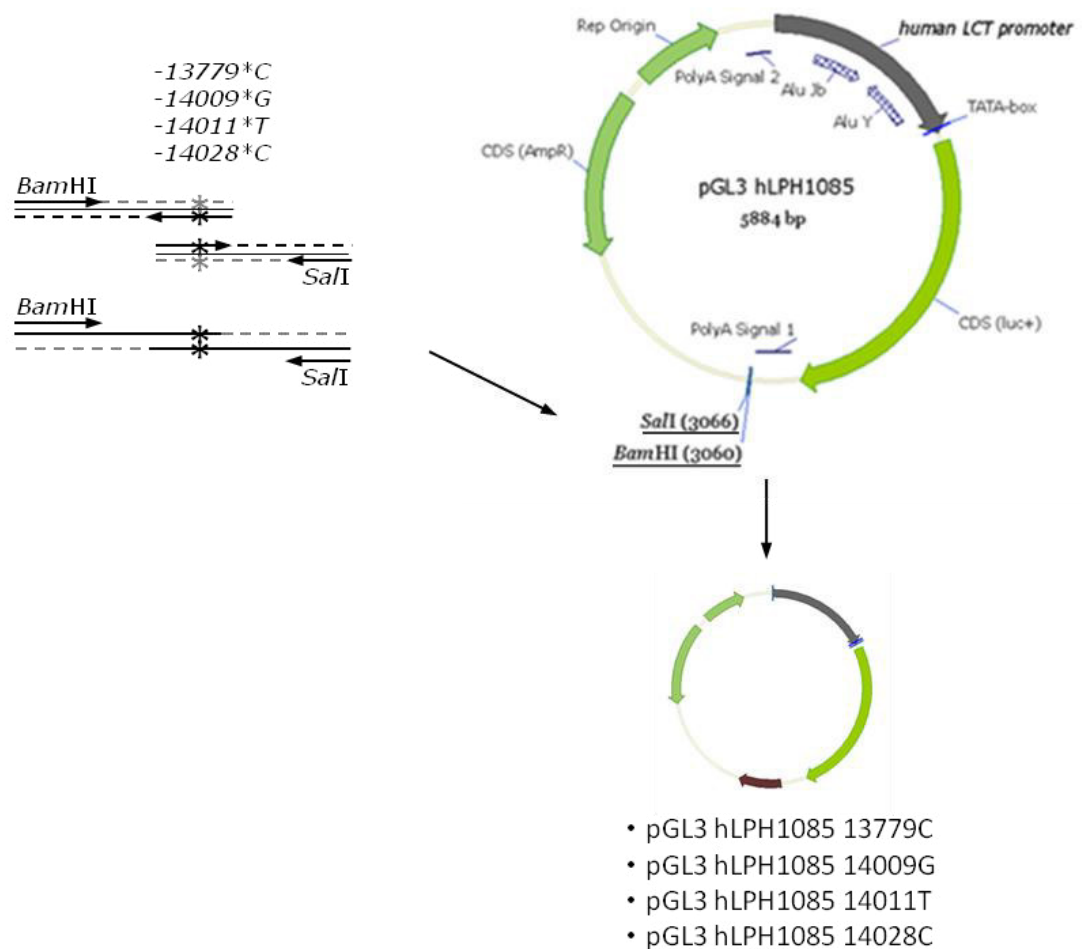 -13779*C
-14009*G
-14011*T
-14028*C
BamHI
SalI
BamHI
SalI
Rep Origin
human LCT promoter
PolyA Signal 2
Alu Jb
Alu Y
TATA-box
CDS (AmpR)
pGL3 hLPH1085
5884 bp
CDS (luc+)
PolyA Signal 1
SalI (3066)
BamHI (3060)
• pGL3 hLPH1085 13779C
• pGL3 hLPH1085 14009G
• pGL3 hLPH1085 14011T
• pGL3 hLPH1085 14028C